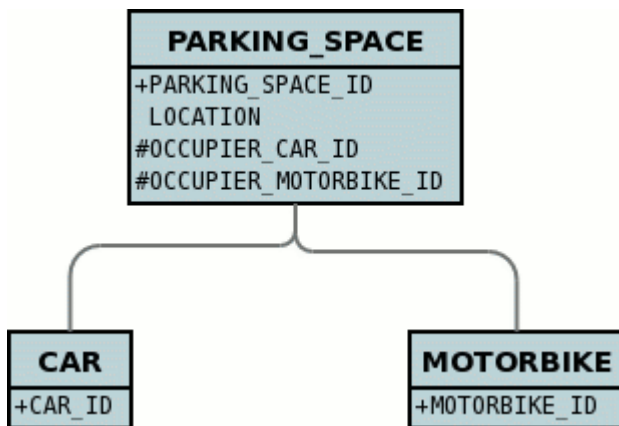 PARKING_SPACE
+PARKING_SPACE_ID
LOCATION
#OCCUPIER_CAR_ID
#OCCUPIER_MOTORBIKE_ID
CAR
+CAR_ID
MOTORBIKE
+MOTORBIKE_ID